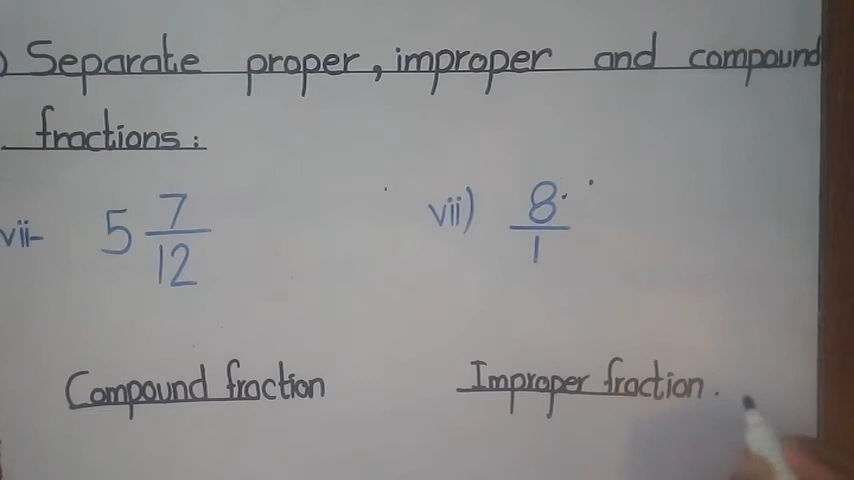 ) Separate proper, improper and compound
fractions:
vii- 5 7/12
vii) 8/1
Compound fraction
Improper fraction.